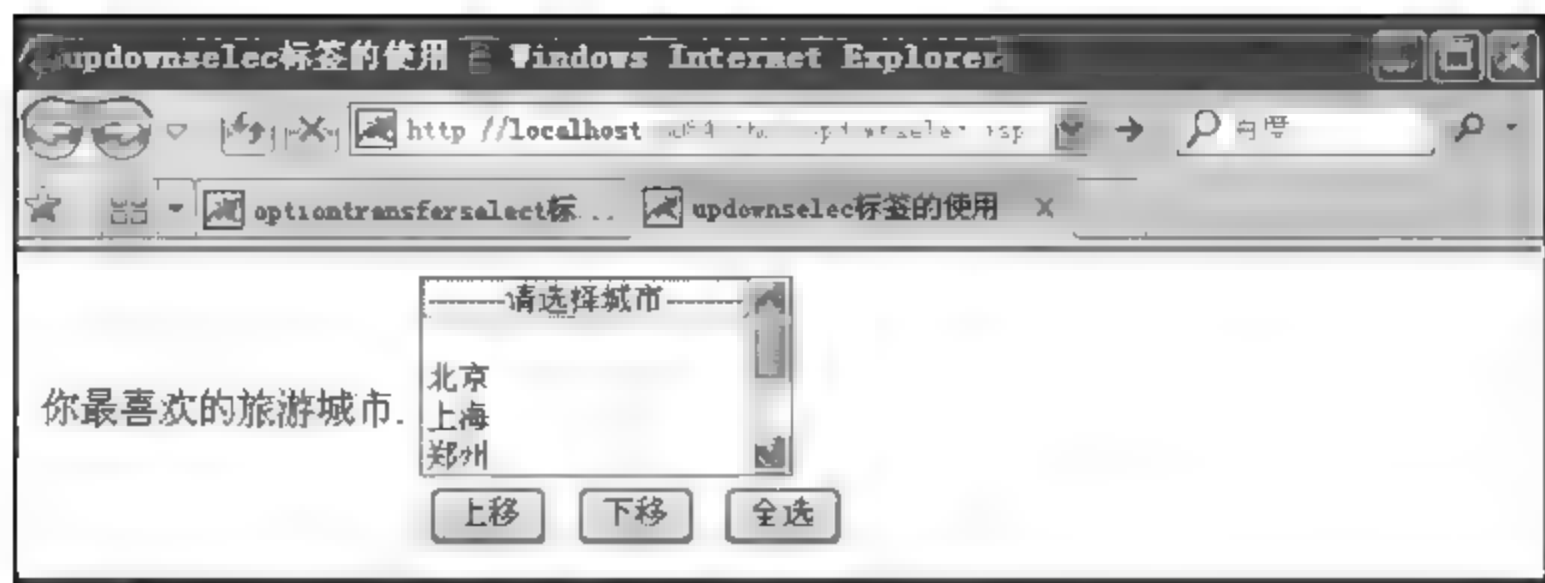 updownselec标签的使用 Windows Internet Explorer
http //localhost
百度
optiontransferselect标... updownselec标签的使用 X
——请选择城市——
北京
你最喜欢的旅游城市.
上海
郑州
上移 下移 全选